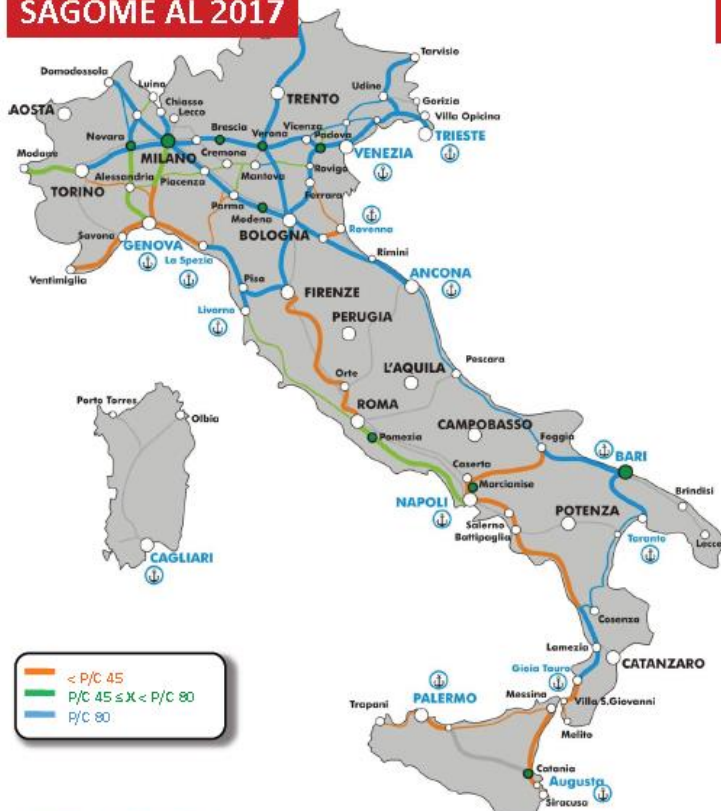 SAGOME AL 2017
Tarvisio
Domodossola
Luino
Udine
TRENTO
Gorizia
Chiasso
AOSTA
Lecco
Villa Opicina
Novara
Brescia
Verona
Vicenza
Padova
TRIESTE
MILANO
Cremona
VENEZIA
Modane
TORINO
Alessandria
Piacenza
Mantova
Rovigo
Parma
Ferrara
Modena
Ravenna
BOLOGNA
Savona
GENOVA
La Spezia
Rimini
Ventimiglia
Pisa
ANCONA
FIRENZE
Livorno
PERUGIA
Pescara
L'AQUILA
Orte
Porto Torres
ROMA
Olbia
CAMPOBASSO
Foggia
Pomezia
BARI
Caserta
Marcianise
Brindisi
NAPOLI
POTENZA
Salerno
Battipaglia
Taranto
Lecce
CAGLIARI
Cosenza
Lamezia
< P/C 45
P/C 45 ≤ X < P/C 80
P/C 80
Gioia Tauro
CATANZARO
Messina
Villa S.Giovanni
Trapani
PALERMO
Melito
Catania
Augusta
Siracusa